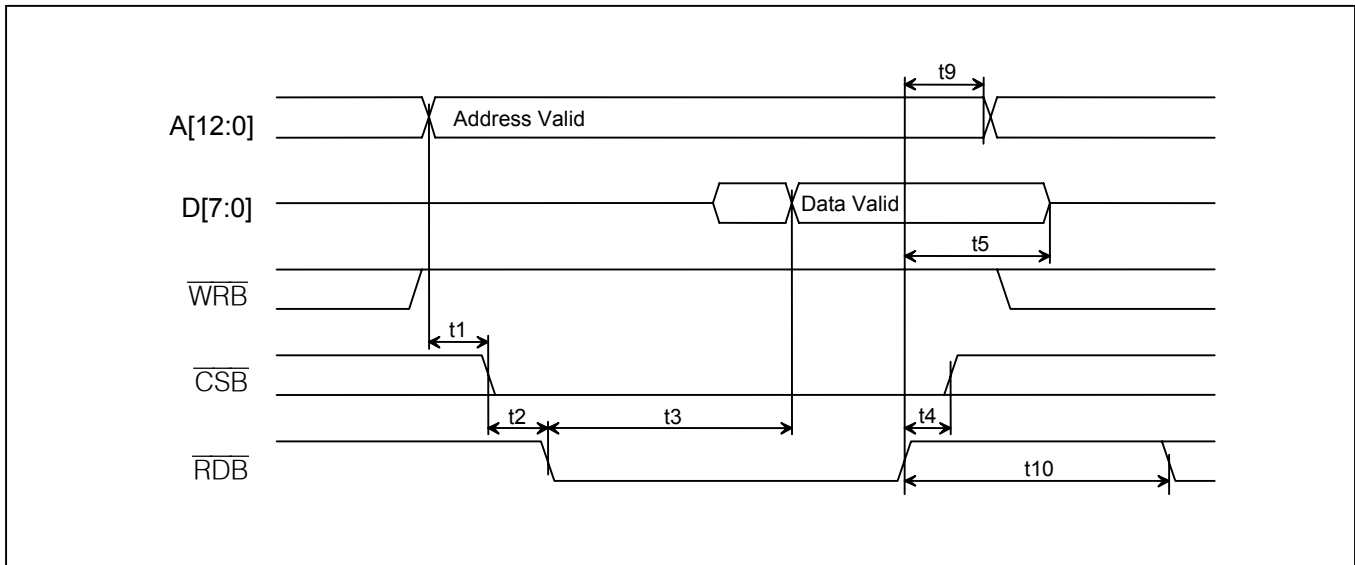 t9
A[12:0]
Address Valid
D[7:0]
Data Valid
t5
WRB
t1
CSB
t2
t3
t4
RDB
t10